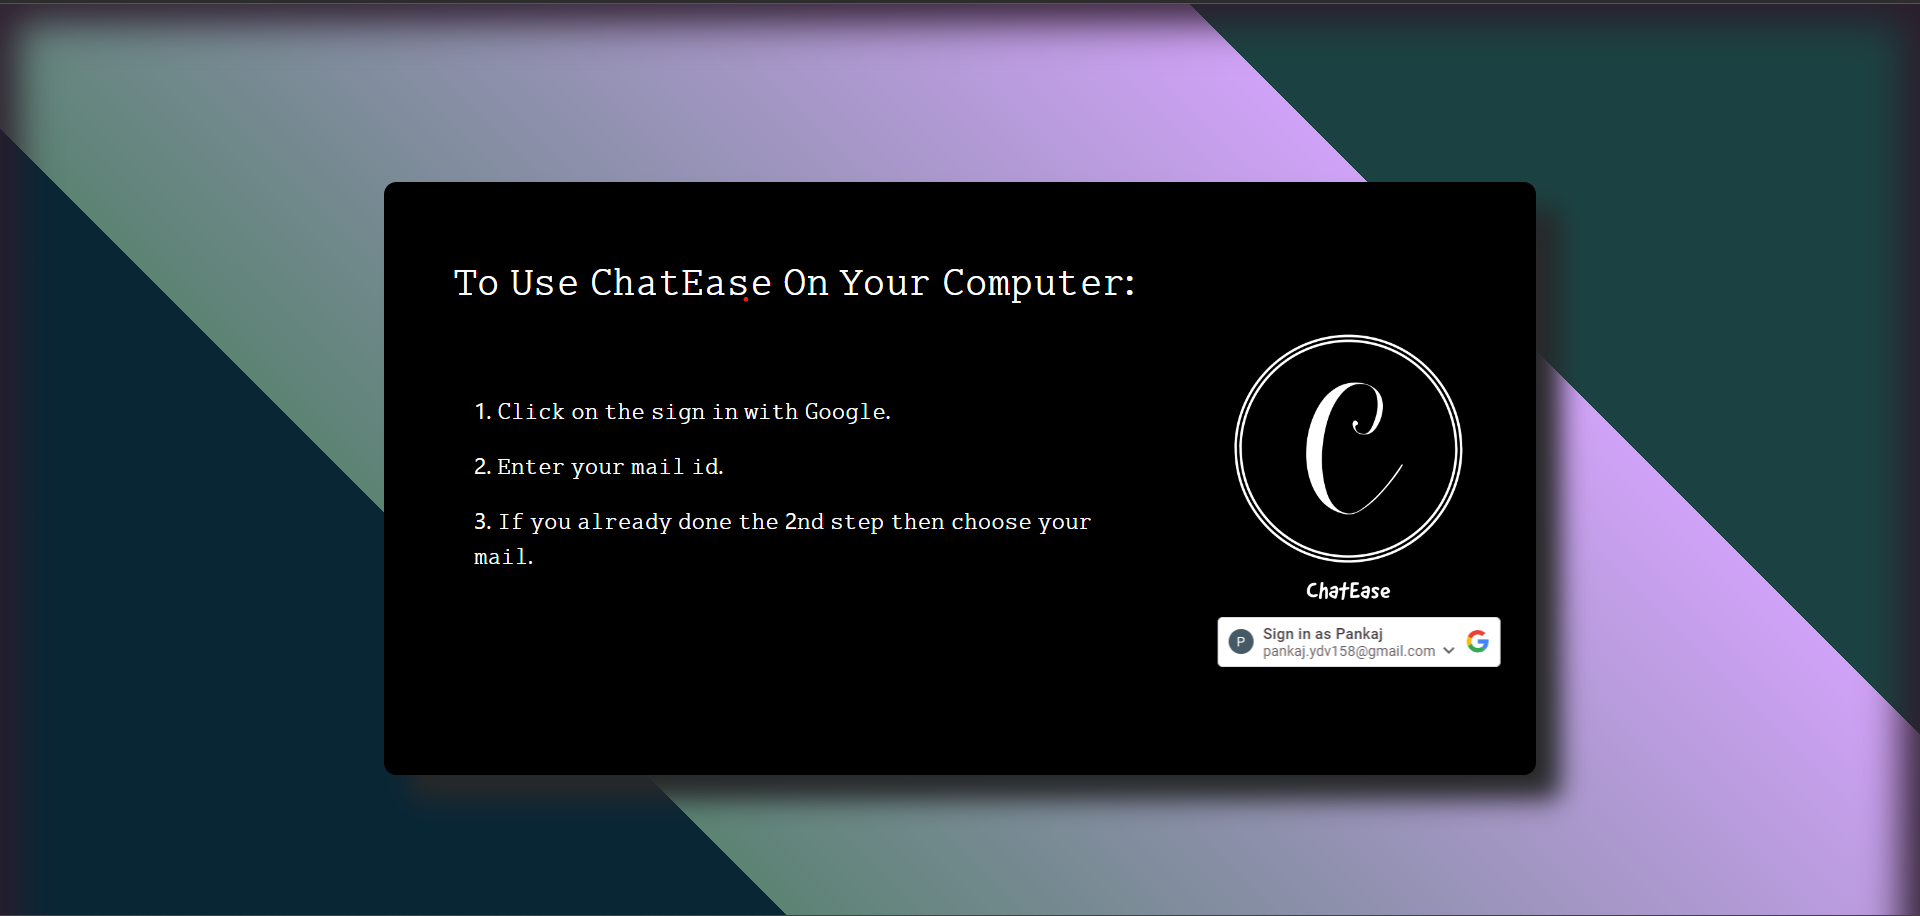 To Use ChatEase On Your Computer:
1. Click on the sign in with Google.
2. Enter your mail id.
3. If you already done the 2nd step then choose your
mail.
C
ChatEase
P
Sign in as Pankaj
pankaj.ydv158@gmail.com
G